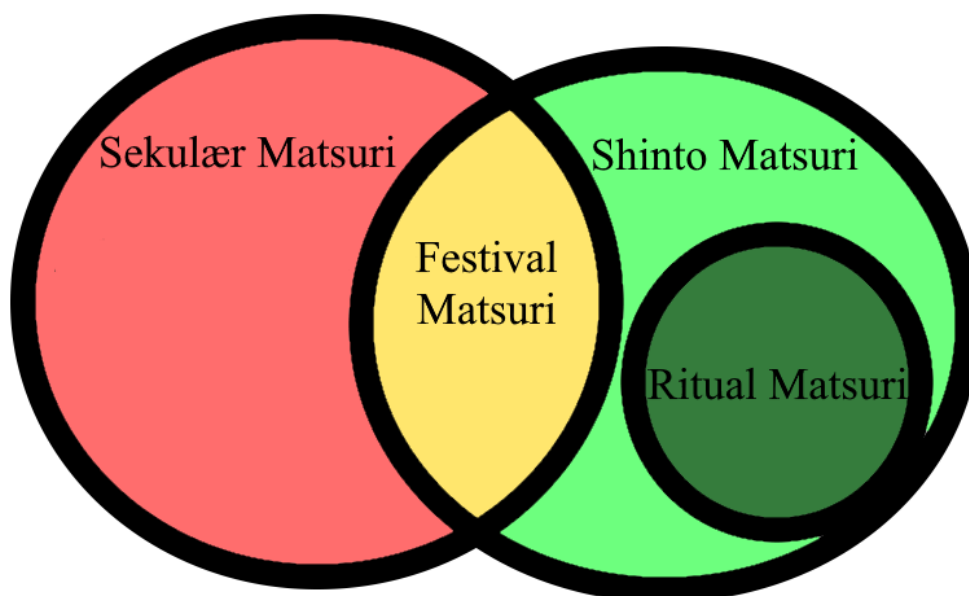 Sekulær Matsuri
Shinto Matsuri
Festival
Matsuri
Ritual Matsuri